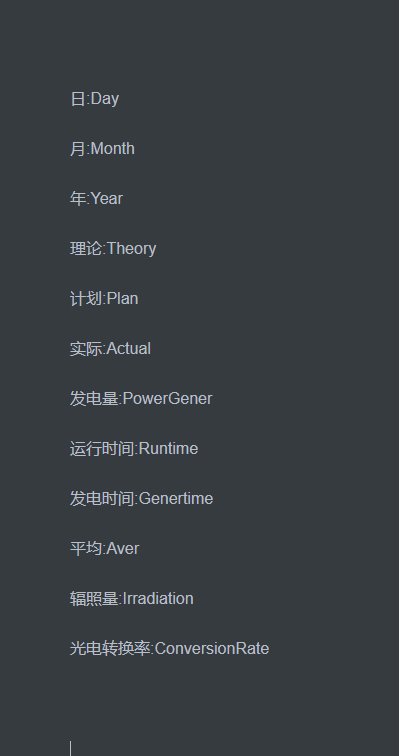 日:Day
月:Month
年:Year
理论:Theory
计划:Plan
实际:Actual
发电量:PowerGener
运行时间:Runtime
发电时间:Genertime
平均:Aver
辐照量:Irradiation
光电转换率:ConversionRate